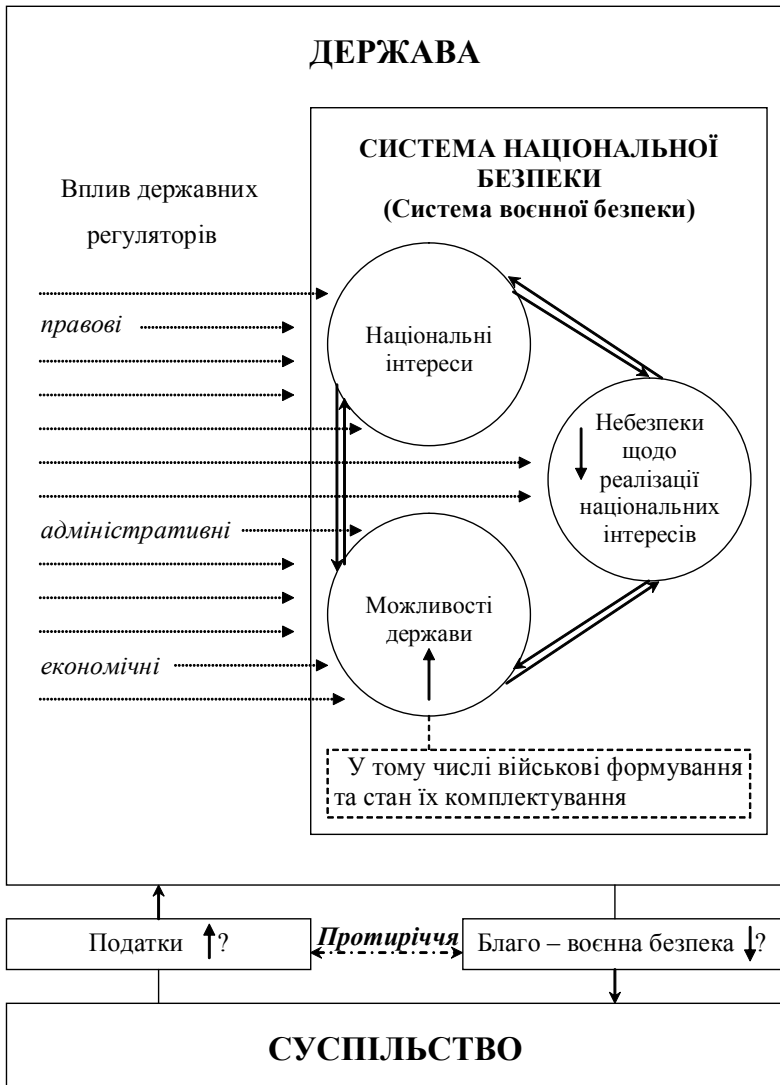 ДЕРЖАВА
СИСТЕМА НАЦІОНАЛЬНОЇ
БЕЗПЕКИ
(Система воєнної безпеки)
Вплив державних
регуляторів
правові
адміністративні
економічні
Національні
інтереси
Небезпеки
щодо
реалізації
національних
інтересів
Можливості
держави
У тому числі військові формування
та стан їх комплектування
Податки ?
Протиріччя
Благо – воєнна безпека ?
СУСПІЛЬСТВО